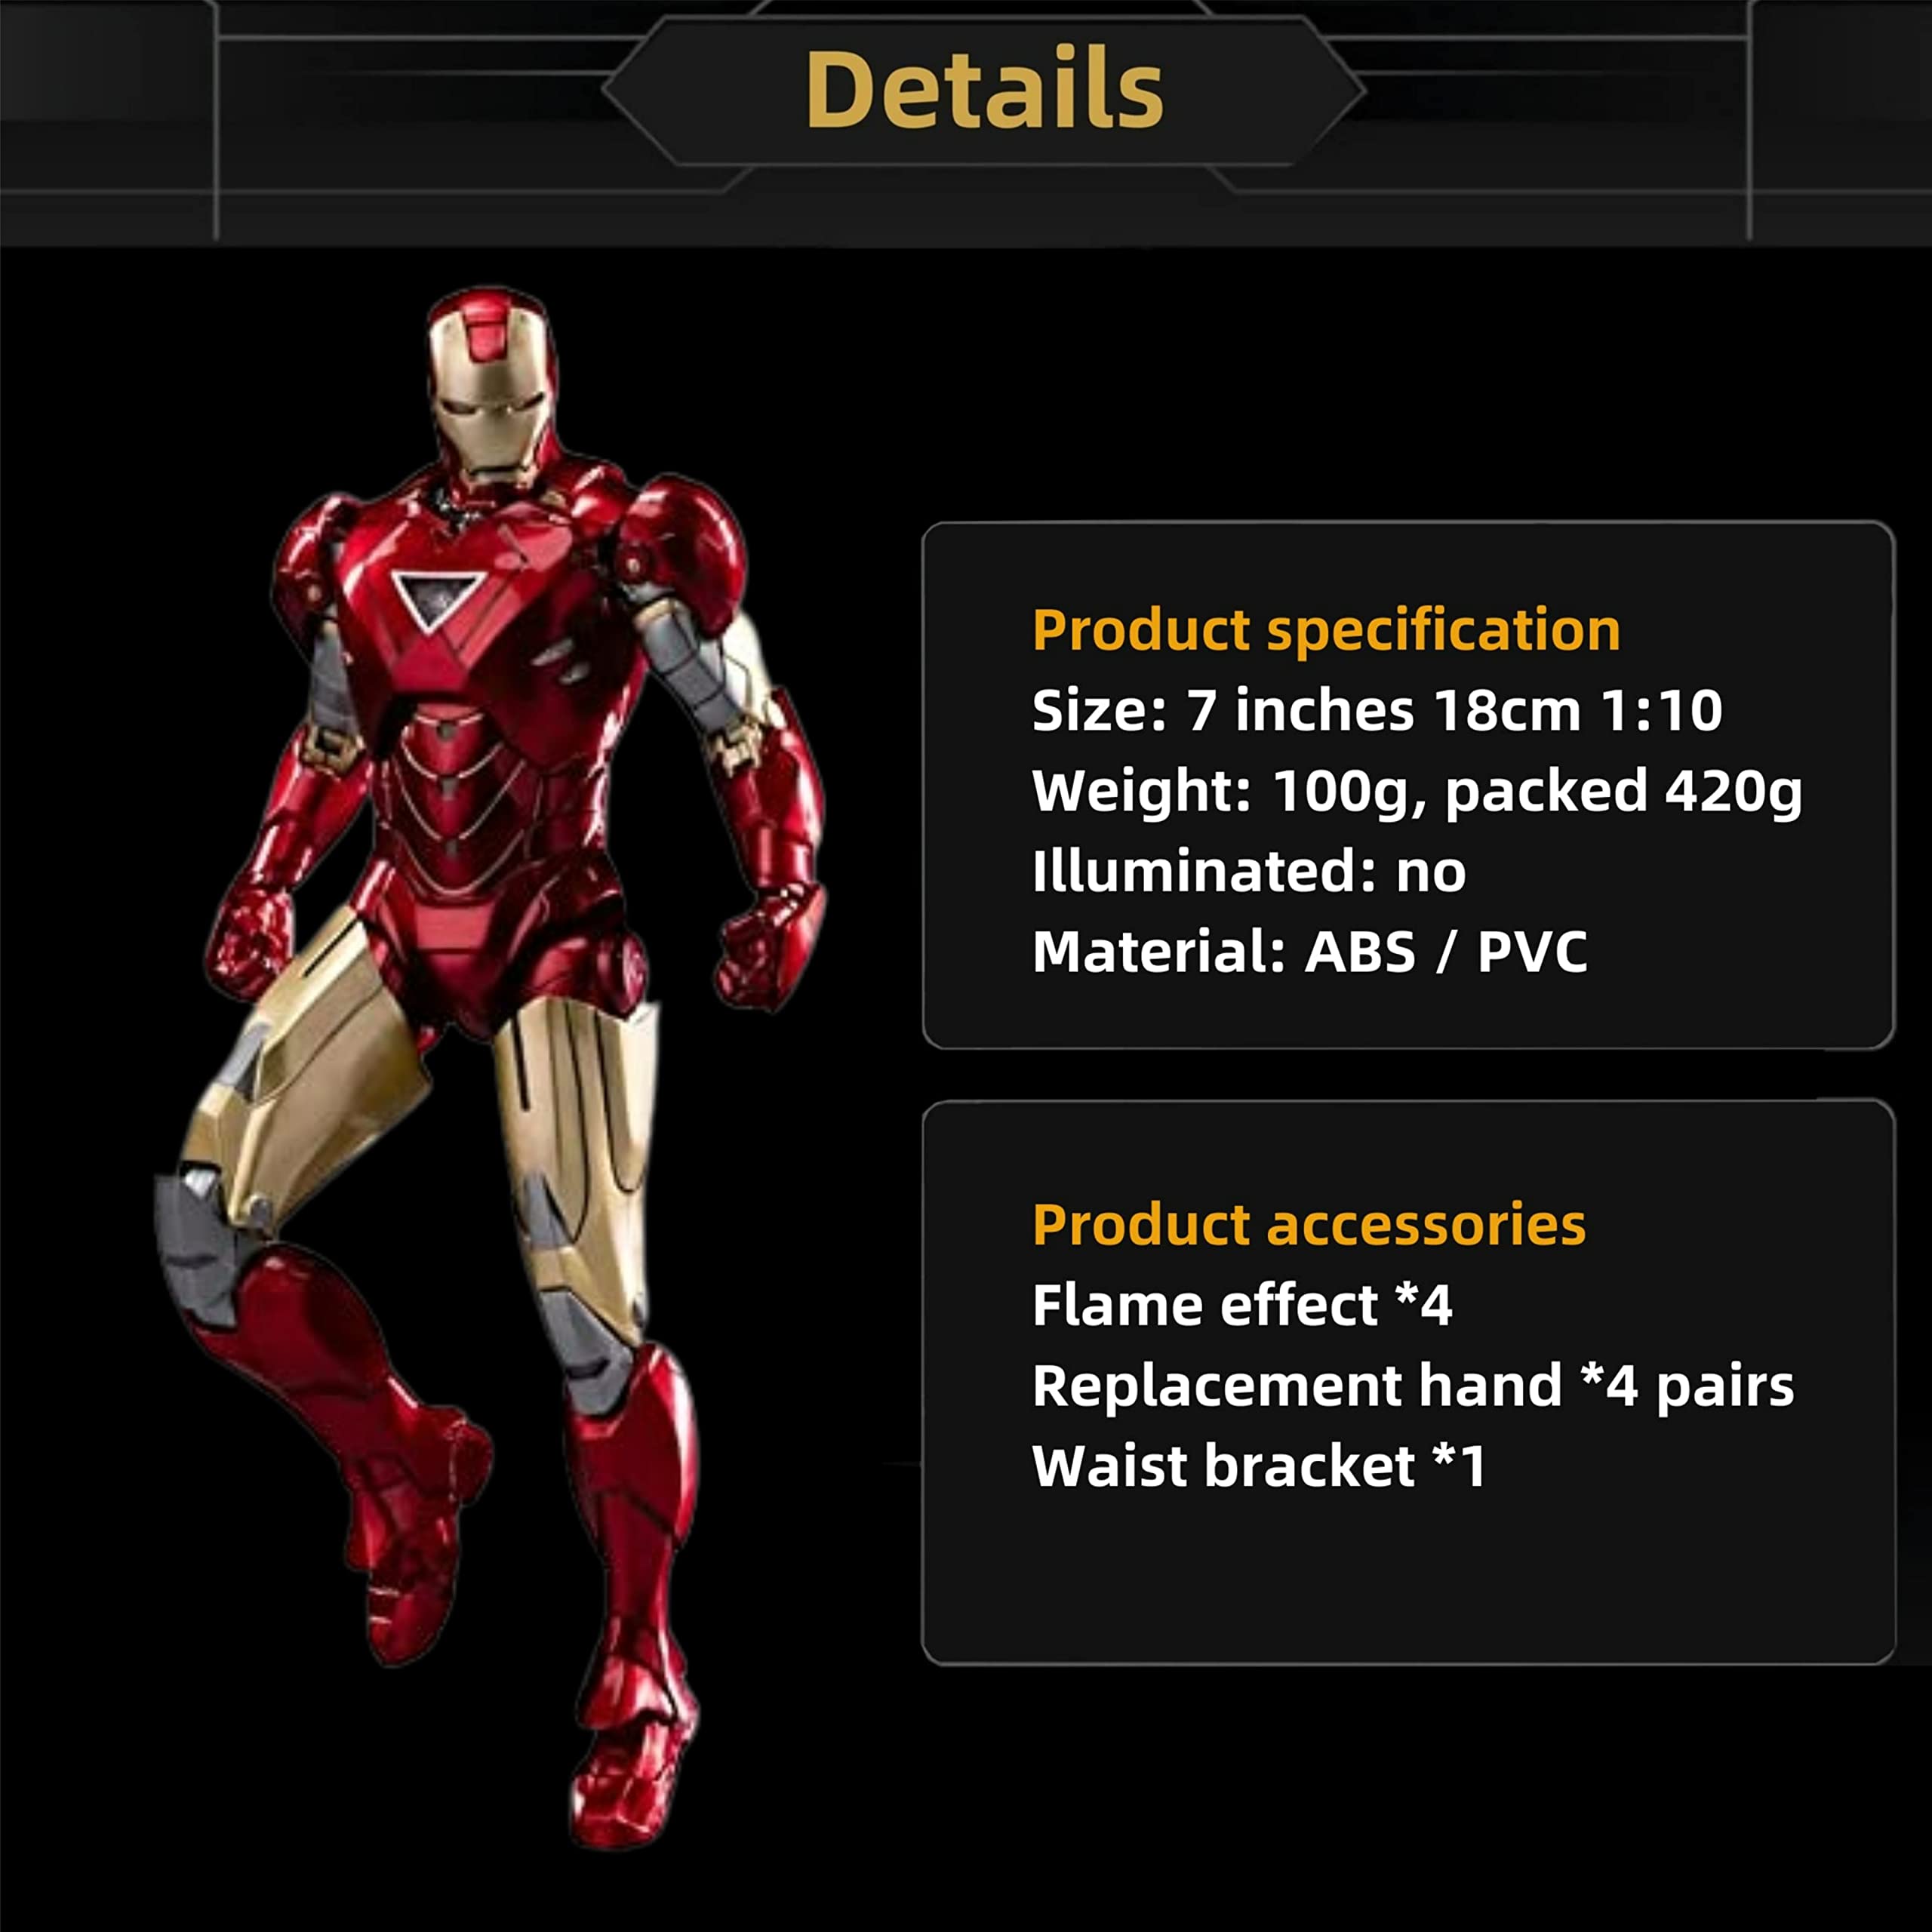 Details
Product specification
Size: 7 inches 18cm 1:10
Weight: 100g, packed 420g
Illuminated: no
Material: ABS / PVC
Product accessories
Flame effect *4
Replacement hand *4 pairs
Waist bracket *1